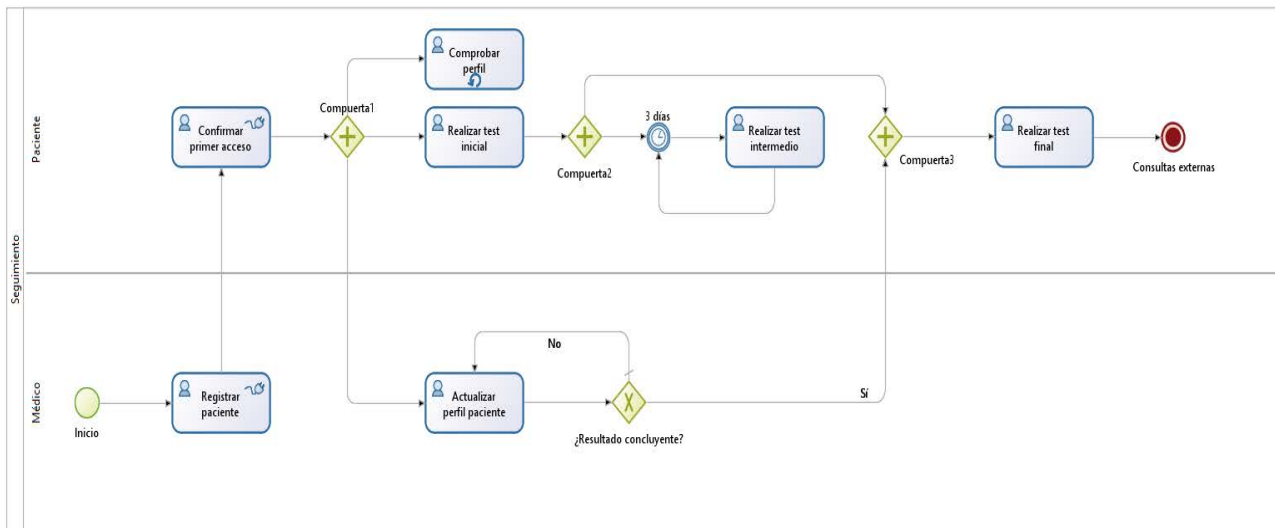 Seguimiento
Paciente
Comprobar
perfil
Compuerta1
Confirmar
primer acceso
Realizar test
inicial
Compuerta2
3 días
Realizar test
intermedio
Compuerta3
Realizar test
final
Consultas externas
Médico
Inicio
Registrar
paciente
No
Actualizar
perfil paciente
¿Resultado concluyente?
Sí